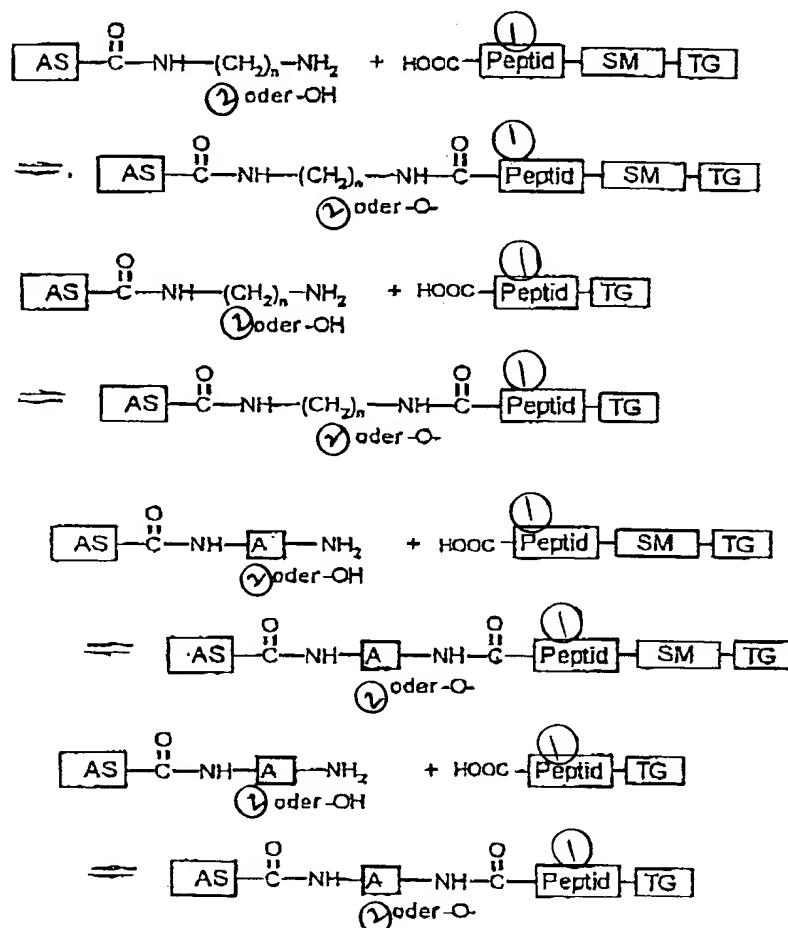 AS —C(=O)—NH—(CH₂)ₙ—NH₂ + HOOC— Peptid — SM — TG
1
2 oder -OH
⇌. AS —C(=O)—NH—(CH₂)ₙ—NH—C(=O)— Peptid — SM — TG
1
2 oder -O-
AS —C(=O)—NH—(CH₂)ₙ—NH₂ + HOOC— Peptid — TG
1
2 oder -OH
⇌ AS —C(=O)—NH—(CH₂)ₙ—NH—C(=O)— Peptid — TG
1
2 oder -O-
AS —C(=O)—NH— A —NH₂ + HOOC— Peptid — SM — TG
1
2 oder -OH
⇌ AS —C(=O)—NH— A —NH—C(=O)— Peptid — SM — TG
1
2 oder -O-
AS —C(=O)—NH— A —NH₂ + HOOC— Peptid — TG
1
2 oder -OH
⇌ AS —C(=O)—NH— A —NH—C(=O)— Peptid — TG
1
2 oder -O-